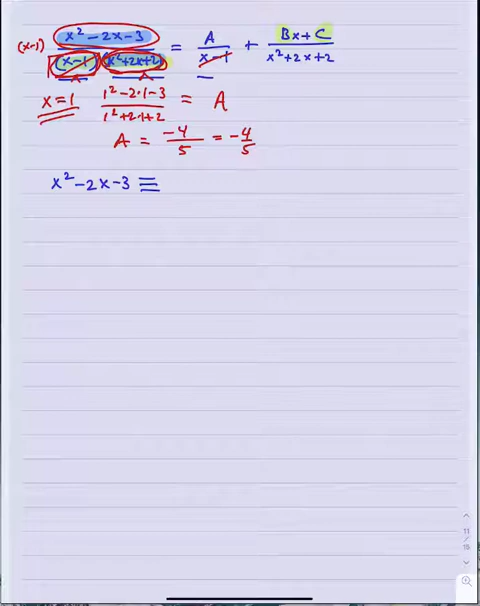 (x-1) x² - 2x - 3 / (x-1) (x²+2x+2) = A / x-1 + Bx + C / x²+2x+2
x = 1 1² - 2·1 - 3 / 1² + 2·1 + 2 = A
A = -4 / 5 = -4/5
x² - 2x - 3 ≡
11
/
15